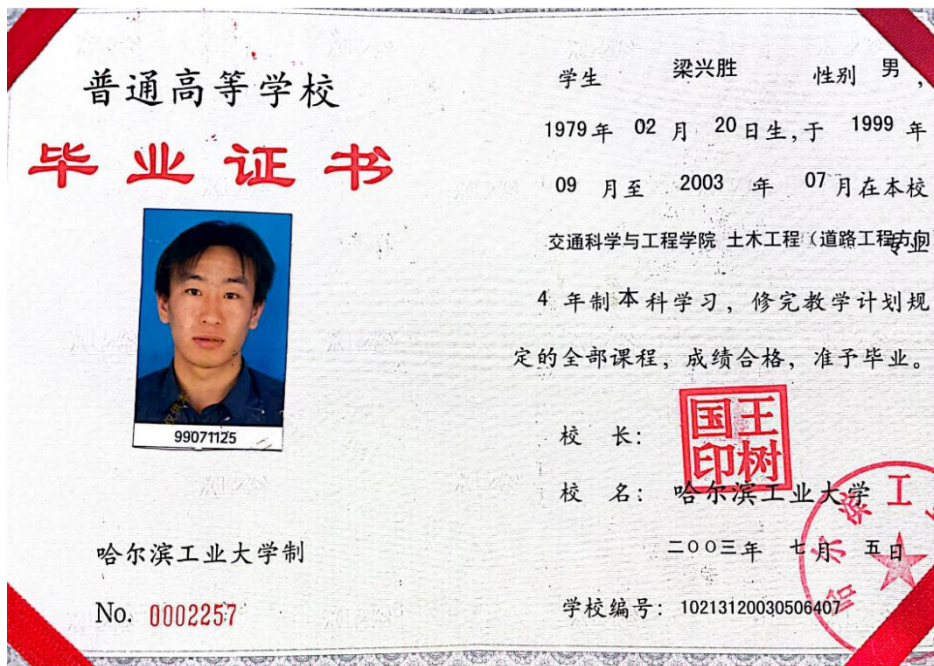 普通高等学校
毕业证书
99071125
哈尔滨工业大学制
No. 0002257
学生 梁兴胜 性别 男,
1979年 02 月 20日生,于 1999 年
09 月至 2003 年 07月在本校
交通科学与工程学院 土木工程（道路工程方向 专业
4 年制本科学习，修完教学计划规
定的全部课程，成绩合格，准予毕业。
校 长：
国王
印树
校 名：哈尔滨工业大学
二〇〇三年 七月 五日
学校编号：10213120030506407
哈尔滨工